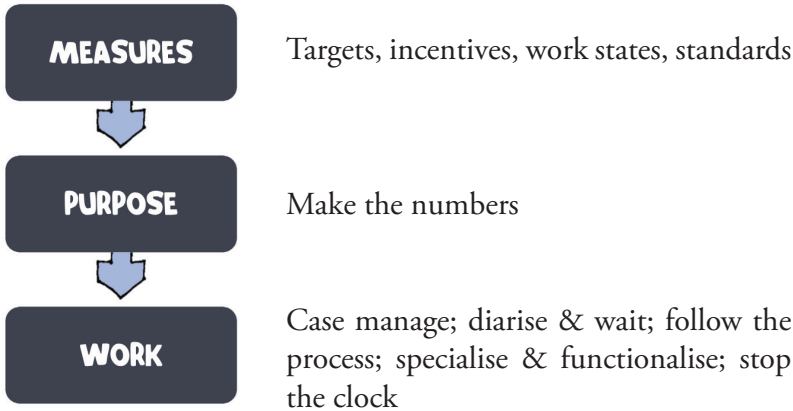 MEASURES
Targets, incentives, work states, standards
PURPOSE
Make the numbers
WORK
Case manage; diarise & wait; follow the
process; specialise & functionalise; stop
the clock